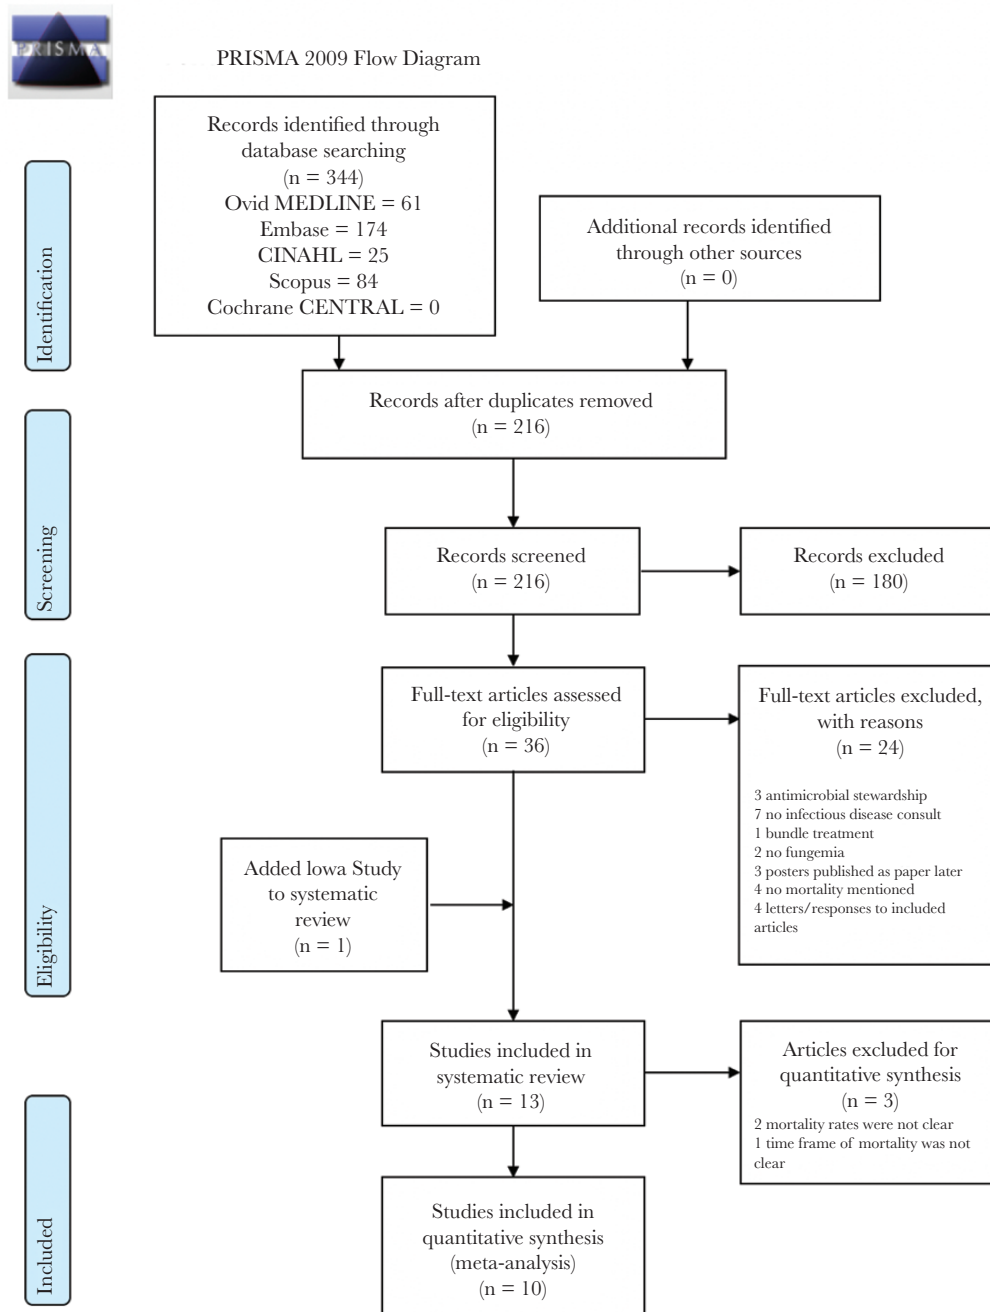 PRISMA
PRISMA 2009 Flow Diagram
Records identified through
database searching
(n = 344)
Ovid MEDLINE = 61
Embase = 174
CINAHL = 25
Scopus = 84
Cochrane CENTRAL = 0
Additional records identified
through other sources
(n = 0)
Identification
Records after duplicates removed
(n = 216)
Screening
Records screened
(n = 216)
Records excluded
(n = 180)
Eligibility
Full-text articles assessed
for eligibility
(n = 36)
Full-text articles excluded,
with reasons
(n = 24)
3 antimicrobial stewardship
7 no infectious disease consult
1 bundle treatment
2 no fungemia
3 posters published as paper later
4 no mortality mentioned
4 letters/responses to included
articles
Added Iowa Study
to systematic
review
(n = 1)
Studies included in
systematic review
(n = 13)
Articles excluded for
quantitative synthesis
(n = 3)
2 mortality rates were not clear
1 time frame of mortality was not
clear
Included
Studies included in
quantitative synthesis
(meta-analysis)
(n = 10)